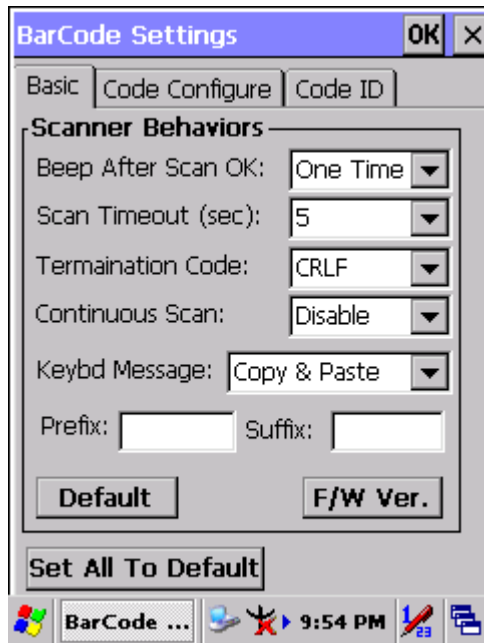 BarCode Settings OK ×
Basic Code Configure Code ID
Scanner Behaviors
Beep After Scan OK: One Time
Scan Timeout (sec): 5
Termaination Code: CRLF
Continuous Scan: Disable
Keybd Message: Copy & Paste
Prefix: Suffix:
Default F/W Ver.
Set All To Default
BarCode ... 9:54 PM 1/23